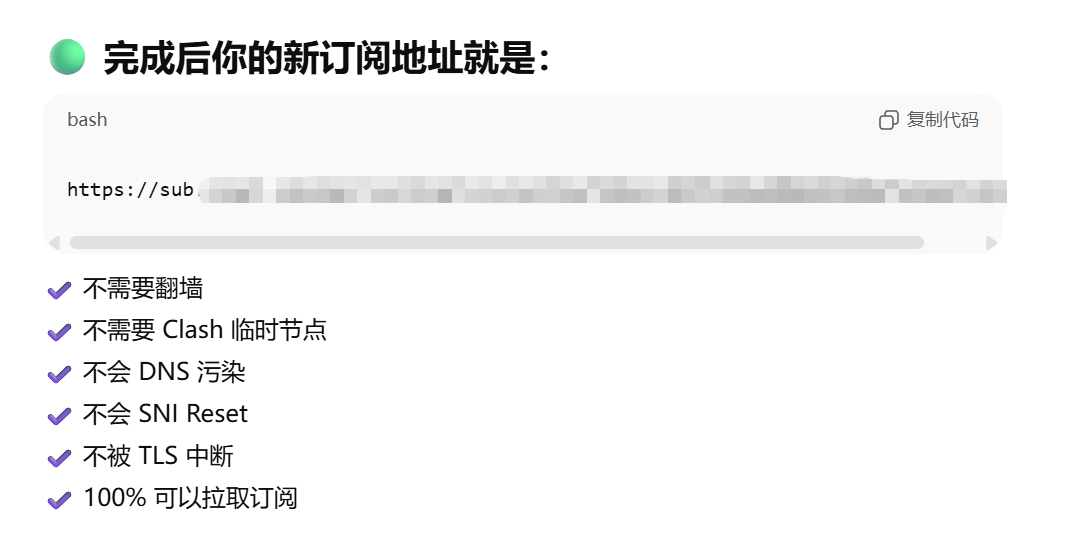 完成后你的新订阅地址就是：
bash
复制代码
https://sub.
不需要翻墙
不需要 Clash 临时节点
不会 DNS 污染
不会 SNI Reset
不被 TLS 中断
100% 可以拉取订阅